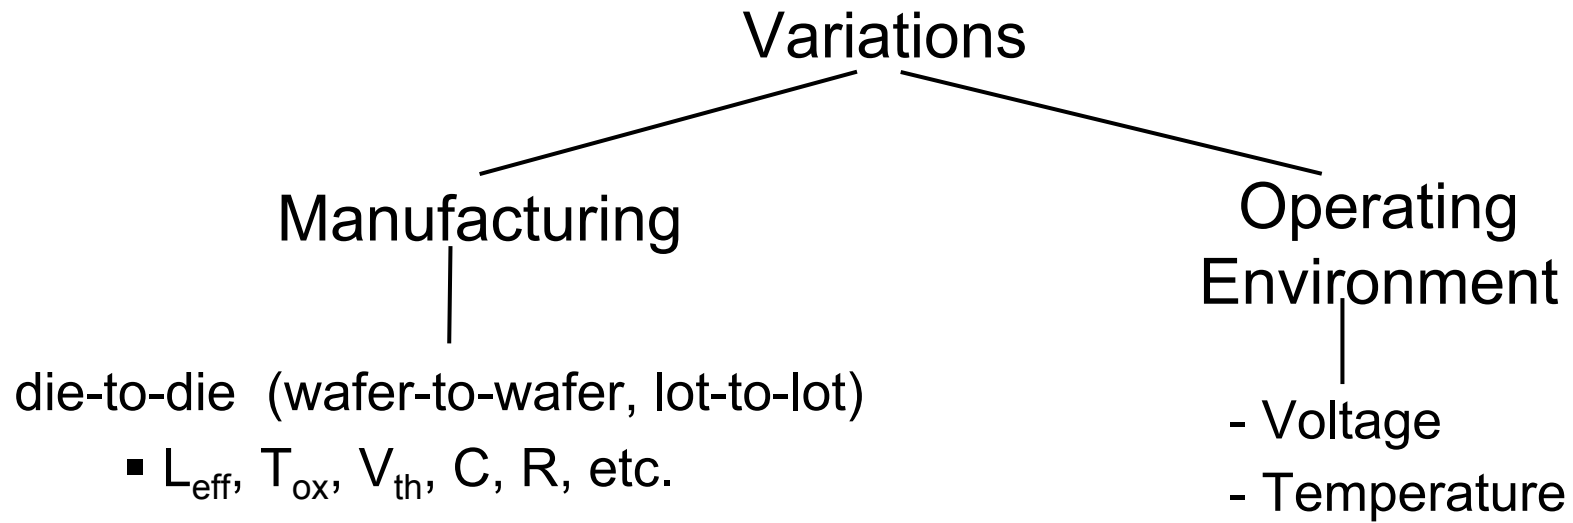 Variations
Manufacturing
Operating
Environment
die-to-die (wafer-to-wafer, lot-to-lot)
▪ Leff, Tox, Vth, C, R, etc.
- Voltage
- Temperature